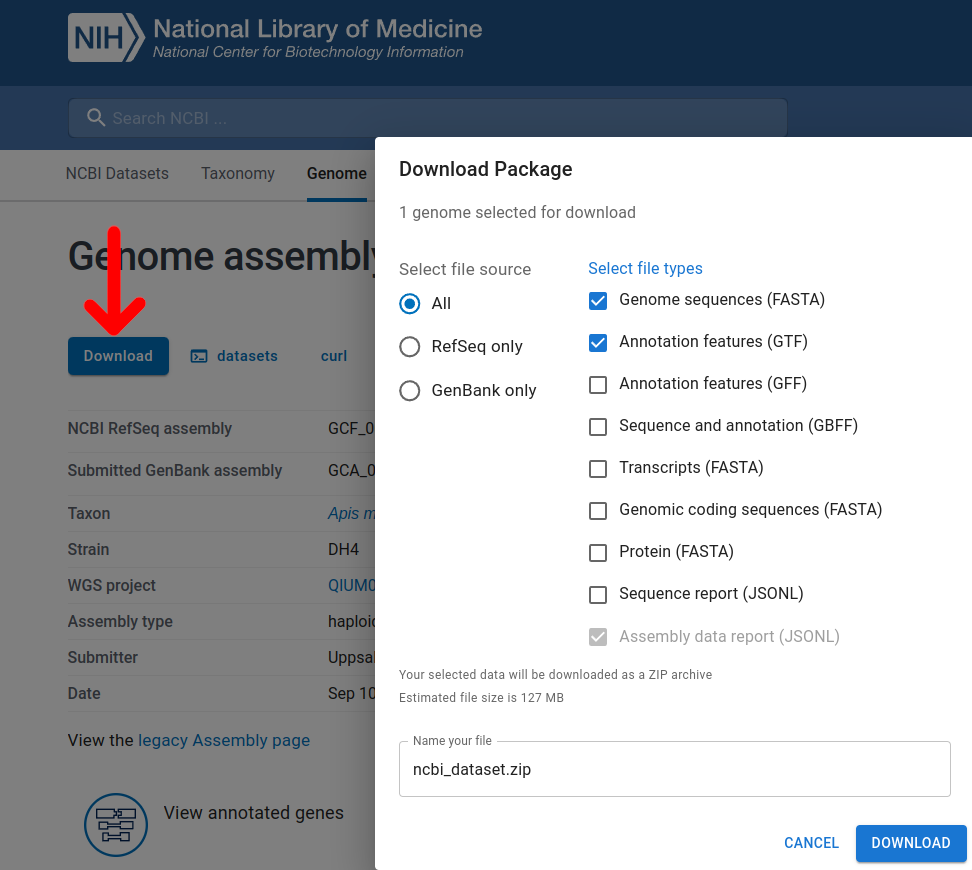 NIH
National Library of Medicine
National Center for Biotechnology Information
Search NCBI ...
NCBI Datasets
Taxonomy
Genome
Genome assembly
Download
datasets
curl
NCBI RefSeq assembly
GCF_0
Submitted GenBank assembly
GCA_0
Taxon
Apis m
Strain
DH4
WGS project
QIUM0
Assembly type
haploi
Submitter
Uppsal
Date
Sep 10
View the legacy Assembly page
View annotated genes
Download Package
1 genome selected for download
Select file source
All
RefSeq only
GenBank only
Select file types
Genome sequences (FASTA)
Annotation features (GTF)
Annotation features (GFF)
Sequence and annotation (GBFF)
Transcripts (FASTA)
Genomic coding sequences (FASTA)
Protein (FASTA)
Sequence report (JSONL)
Assembly data report (JSONL)
Your selected data will be downloaded as a ZIP archive
Estimated file size is 127 MB
Name your file
ncbi_dataset.zip
CANCEL
DOWNLOAD